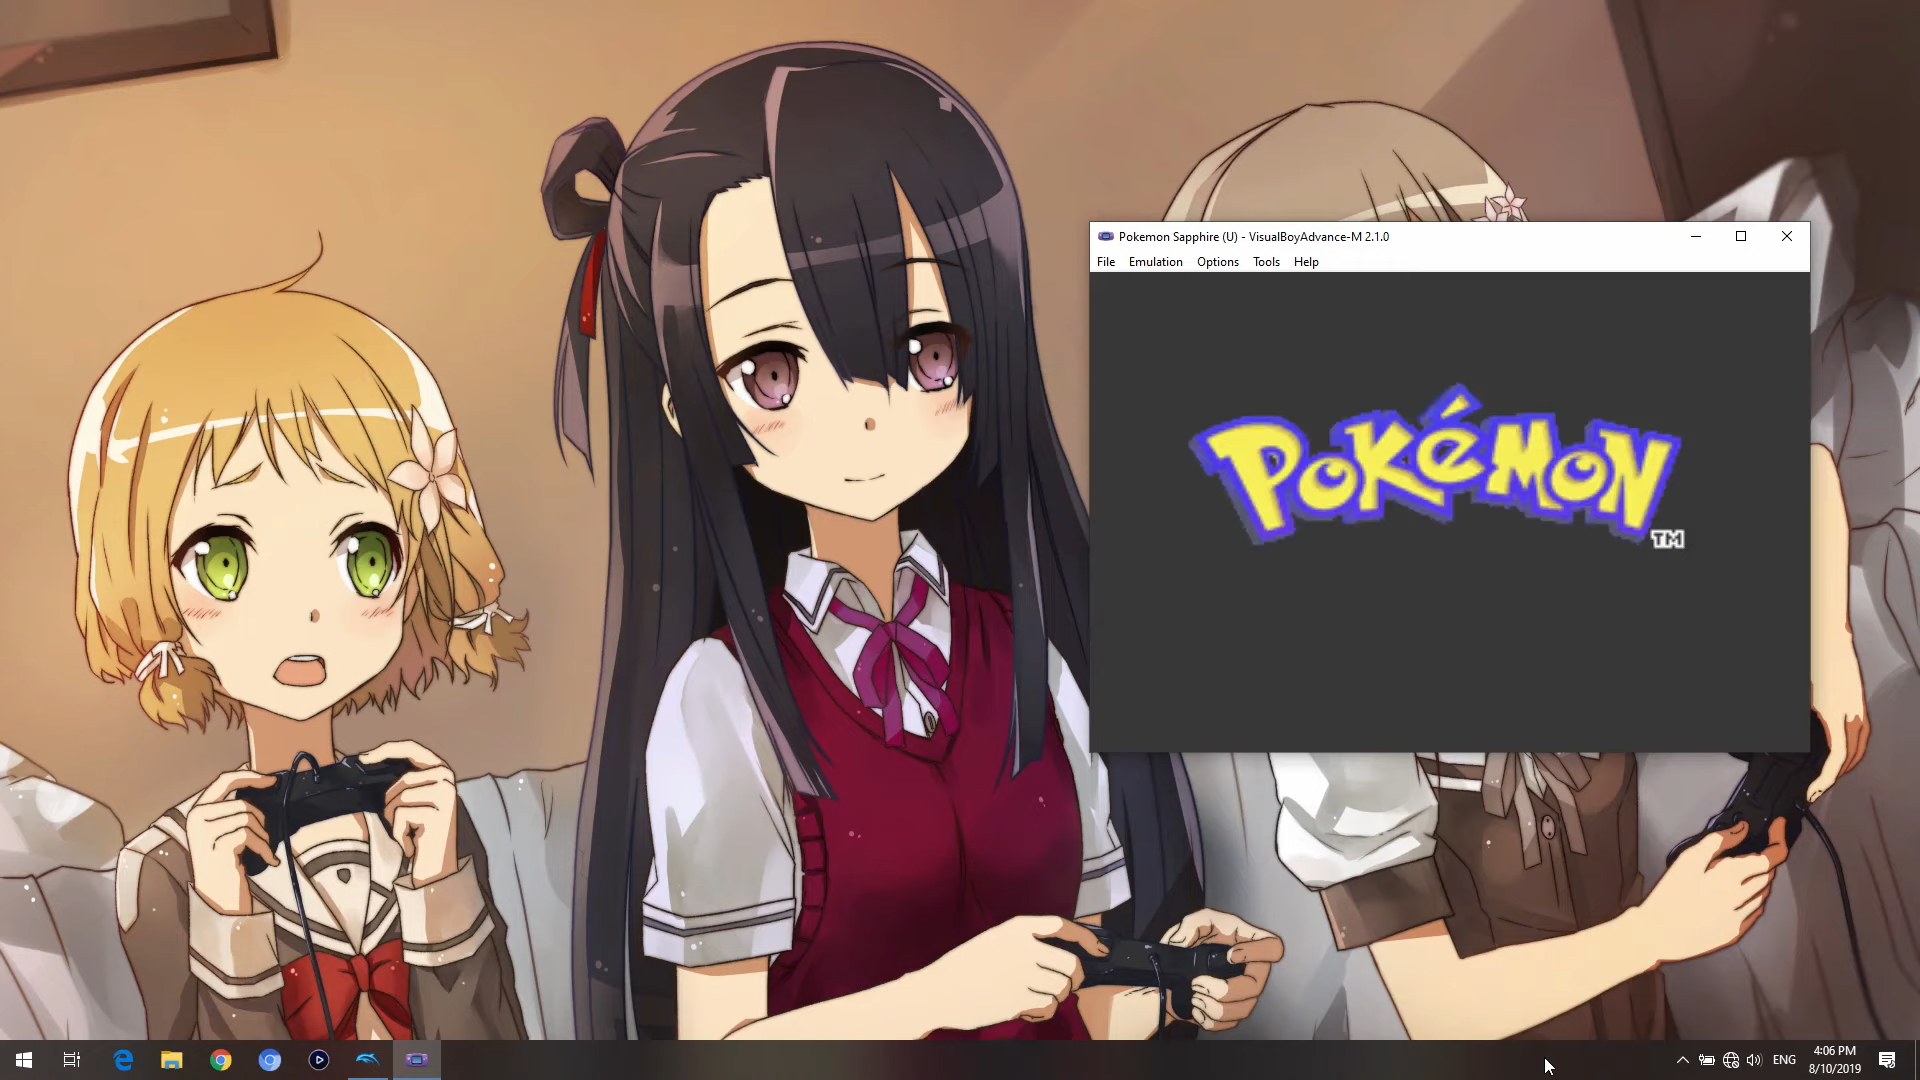 Pokemon Sapphire (U) - VisualBoyAdvance-M 2.1.0
File Emulation Options Tools Help
POKéMON
TM
ENG
4:06 PM
8/10/2019